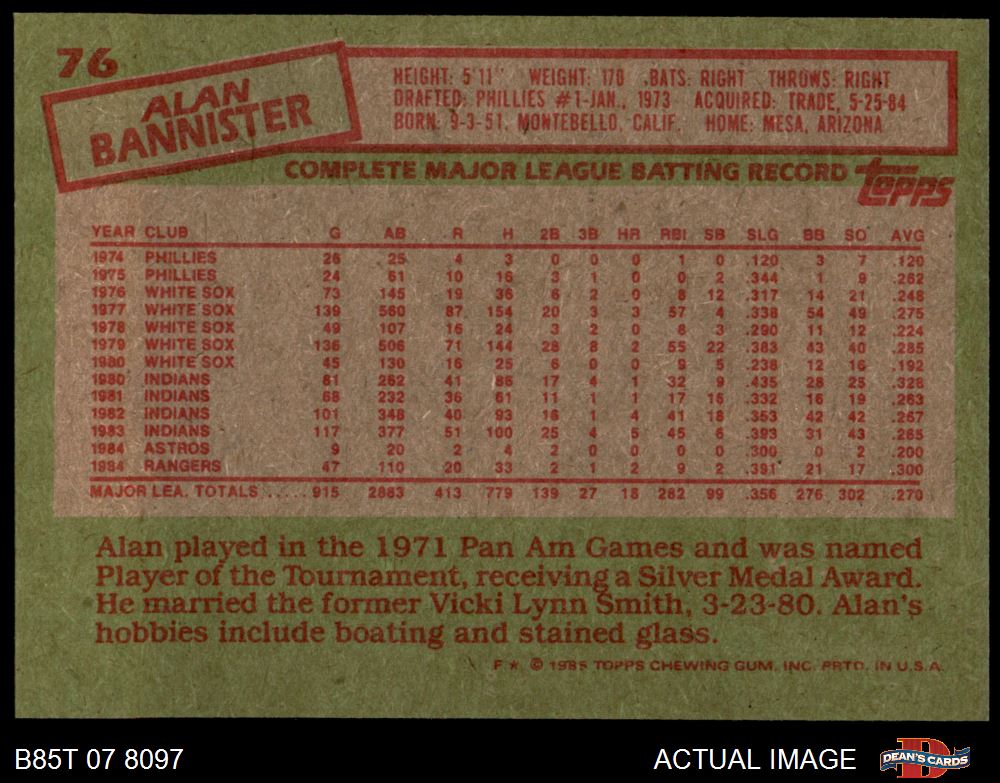 76
ALAN
BANNISTER
HEIGHT: 5'11" WEIGHT: 170 BATS: RIGHT THROWS: RIGHT
DRAFTED: PHILLIES #1-JAN., 1973 ACQUIRED: TRADE, 5-25-84
BORN: 9-3-51, MONTEBELLO, CALIF. HOME: MESA, ARIZONA
COMPLETE MAJOR LEAGUE BATTING RECORD topps
YEAR CLUB G AB R H 2B 3B HR RBI SB SLG BB SO AVG
1974 PHILLIES 26 25 4 3 0 0 0 1 0 .120 3 7 .120
1975 PHILLIES 24 61 10 16 3 1 0 0 2 .344 1 9 .262
1976 WHITE SOX 73 145 19 36 6 2 0 8 12 .317 14 21 .248
1977 WHITE SOX 139 560 87 154 20 3 3 57 4 .338 54 49 .275
1978 WHITE SOX 49 107 16 24 3 2 0 8 3 .290 11 12 .224
1979 WHITE SOX 136 506 71 144 28 8 2 55 22 .383 43 40 .285
1980 WHITE SOX 45 130 16 25 6 0 0 9 5 .238 12 16 .192
1980 INDIANS 81 262 41 86 17 4 1 32 9 .435 28 25 .328
1981 INDIANS 68 232 36 61 11 1 1 17 16 .332 16 19 .263
1982 INDIANS 101 348 40 93 16 1 4 41 18 .353 42 42 .267
1983 INDIANS 117 377 51 100 25 4 5 45 6 .393 31 43 .265
1984 ASTROS 9 20 2 4 2 0 0 0 0 .300 0 2 .200
1984 RANGERS 47 110 20 33 2 1 2 9 2 .391 21 17 .300
MAJOR LEA. TOTALS ..... 915 2883 413 779 139 27 18 282 99 .356 276 302 .270
Alan played in the 1971 Pan Am Games and was named
Player of the Tournament, receiving a Silver Medal Award.
He married the former Vicki Lynn Smith, 3-23-80. Alan's
hobbies include boating and stained glass.
F * © 1985 TOPPS CHEWING GUM, INC. PRTD. IN U.S.A.
B85T 07 8097 ACTUAL IMAGE DEAN'S CARDS